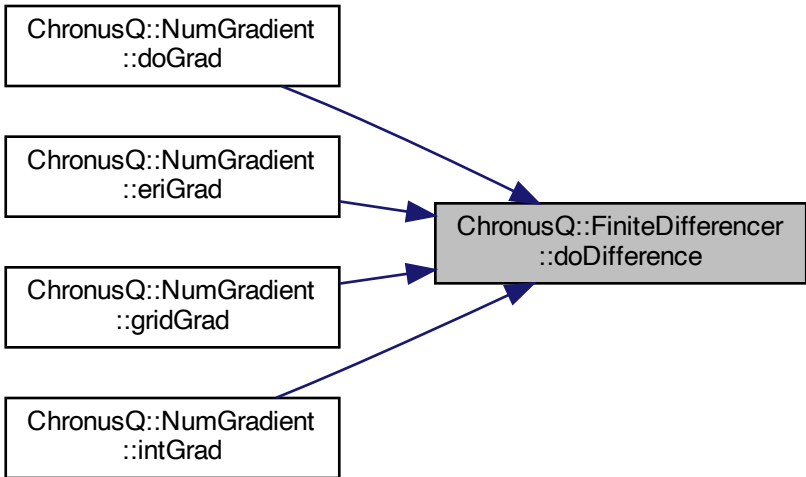 ChronusQ::NumGradient
::doGrad
ChronusQ::NumGradient
::eriGrad
ChronusQ::NumGradient
::gridGrad
ChronusQ::NumGradient
::intGrad
ChronusQ::FiniteDifferencer
::doDifference